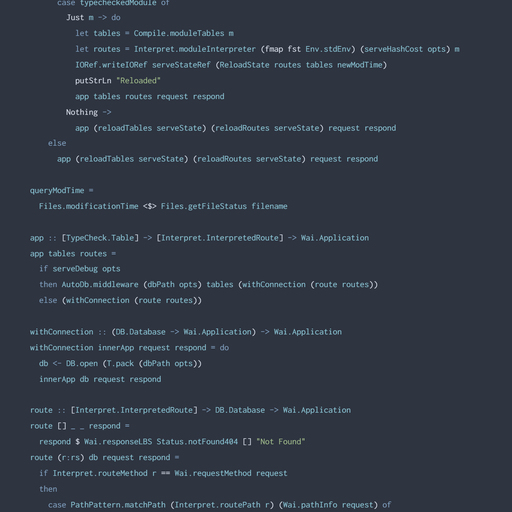 case typecheckedModule of
Just m -> do
let tables = Compile.moduleTables m
let routes = Interpret.moduleInterpreter (fmap fst Env.stdEnv) (serveHashCost opts) m
IORef.writeIORef serveStateRef (ReloadState routes tables newModTime)
putStrLn "Reloaded"
app tables routes request respond
Nothing ->
app (reloadTables serveState) (reloadRoutes serveState) request respond
else
app (reloadTables serveState) (reloadRoutes serveState) request respond
queryModTime =
Files.modificationTime <$> Files.getFileStatus filename
app :: [TypeCheck.Table] -> [Interpret.InterpretedRoute] -> Wai.Application
app tables routes =
if serveDebug opts
then AutoDb.middleware (dbPath opts) tables (withConnection (route routes))
else (withConnection (route routes))
withConnection :: (DB.Database -> Wai.Application) -> Wai.Application
withConnection innerApp request respond = do
db <- DB.open (T.pack (dbPath opts))
innerApp db request respond
route :: [Interpret.InterpretedRoute] -> DB.Database -> Wai.Application
route [] _ _ respond =
respond $ Wai.responseLBS Status.notFound404 [] "Not Found"
route (r:rs) db request respond =
if Interpret.routeMethod r == Wai.requestMethod request
then
case PathPattern.matchPath (Interpret.routePath r) (Wai.pathInfo request) of